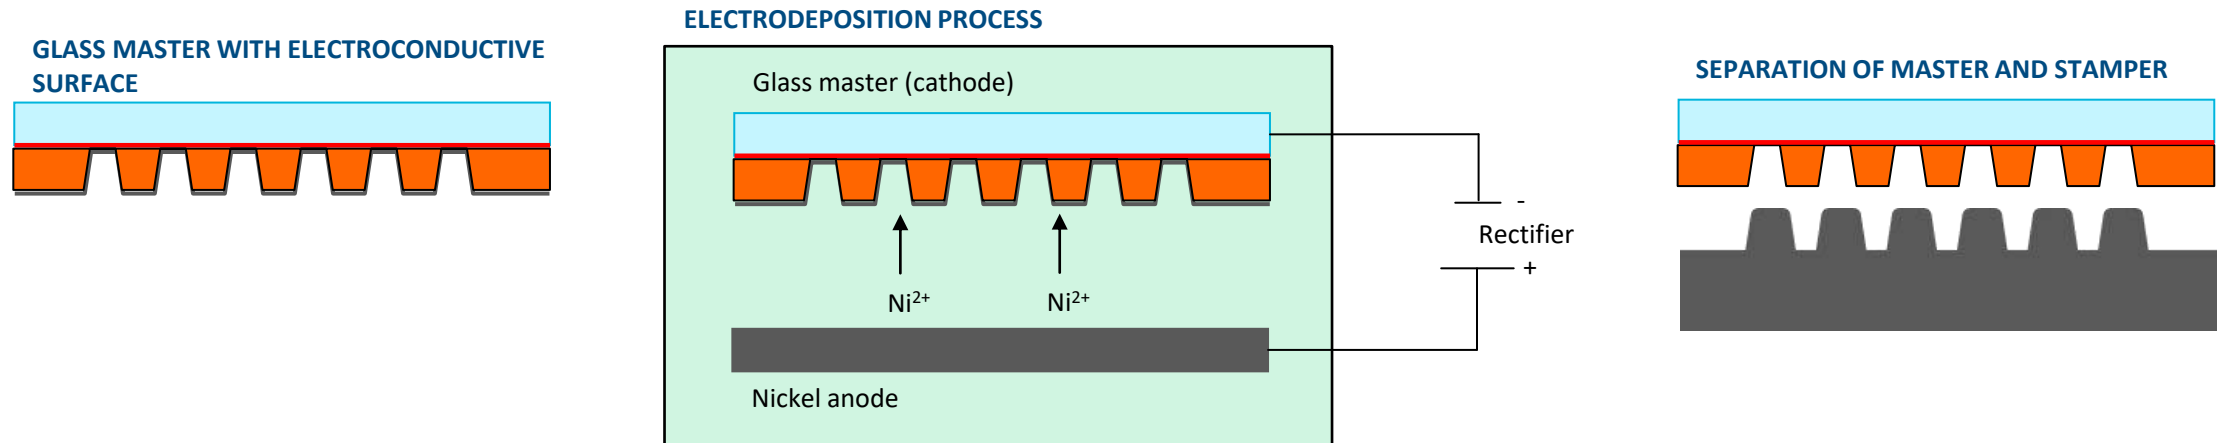 GLASS MASTER WITH ELECTROCONDUCTIVE
SURFACE
ELECTRODEPOSITION PROCESS
Glass master (cathode)
Ni²⁺
Ni²⁺
Nickel anode
-
Rectifier
+
SEPARATION OF MASTER AND STAMPER